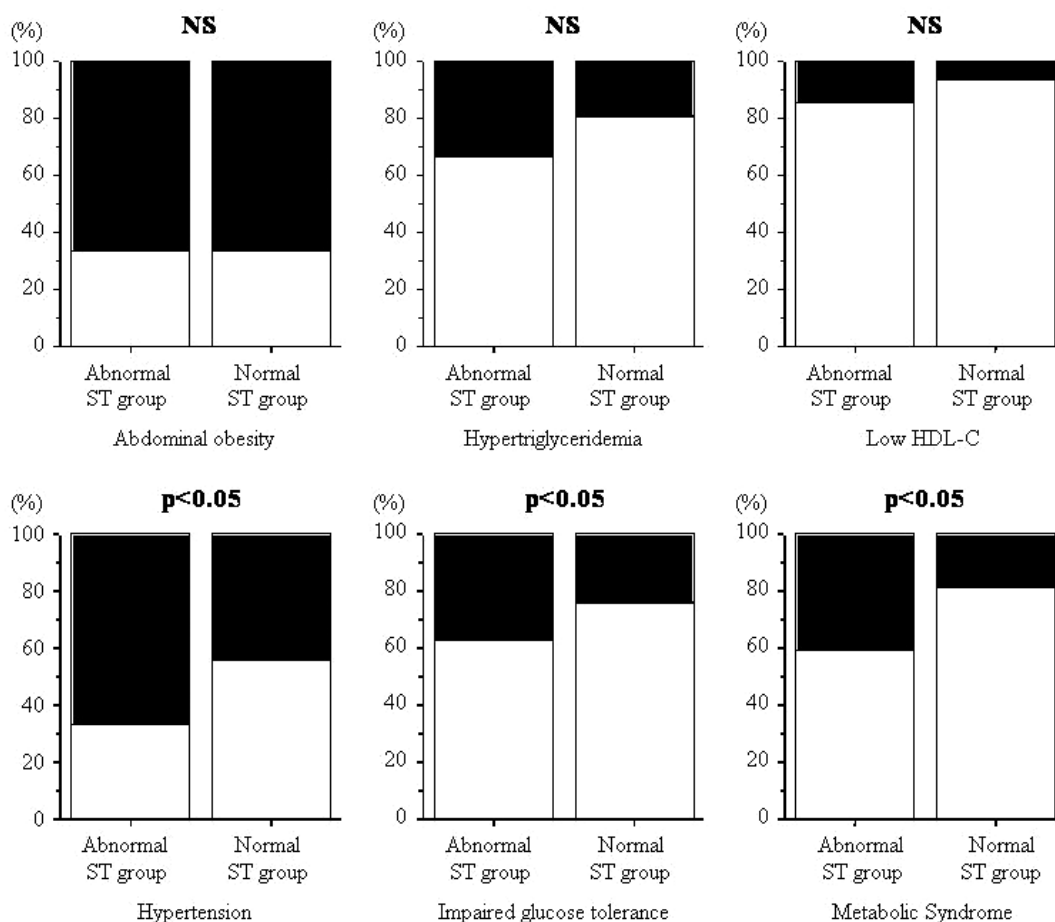 (%) NS
100
80
60
40
20
0
Abnormal ST group
Normal ST group
Abdominal obesity
(%) NS
100
80
60
40
20
0
Abnormal ST group
Normal ST group
Hypertriglyceridemia
(%) NS
100
80
60
40
20
0
Abnormal ST group
Normal ST group
Low HDL-C
(%) p<0.05
100
80
60
40
20
0
Abnormal ST group
Normal ST group
Hypertension
(%) p<0.05
100
80
60
40
20
0
Abnormal ST group
Normal ST group
Impaired glucose tolerance
(%) p<0.05
100
80
60
40
20
0
Abnormal ST group
Normal ST group
Metabolic Syndrome